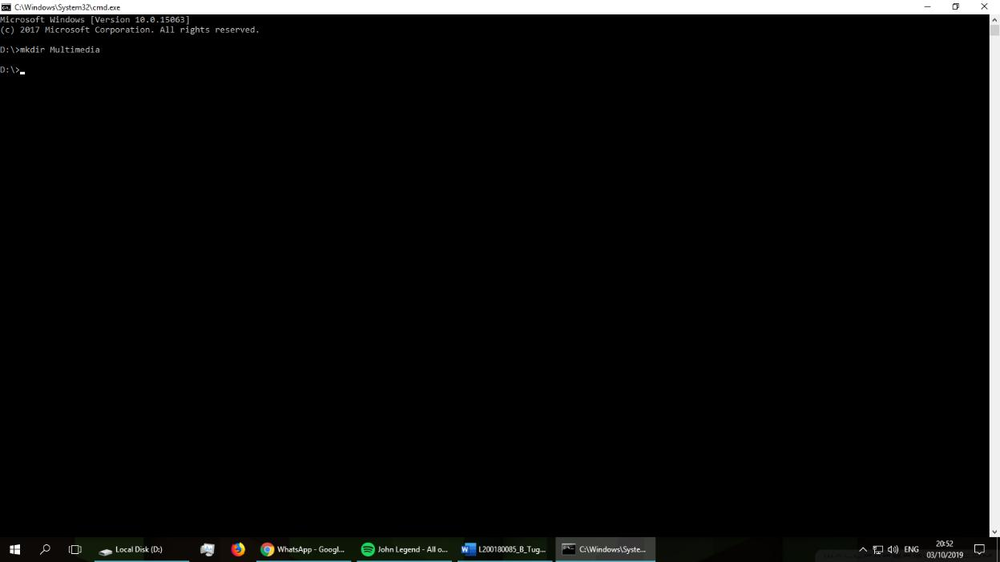 C:\Windows\System32\cmd.exe
Microsoft Windows [Version 10.0.15063]
(c) 2017 Microsoft Corporation. All rights reserved.
D:\>mkdir Multimedia
D:\>
Local Disk (D:)
WhatsApp - Googl...
John Legend - All o...
L200180085_B_Tug...
C:\Windows\Syste...
ENG
20:52
03/10/2019